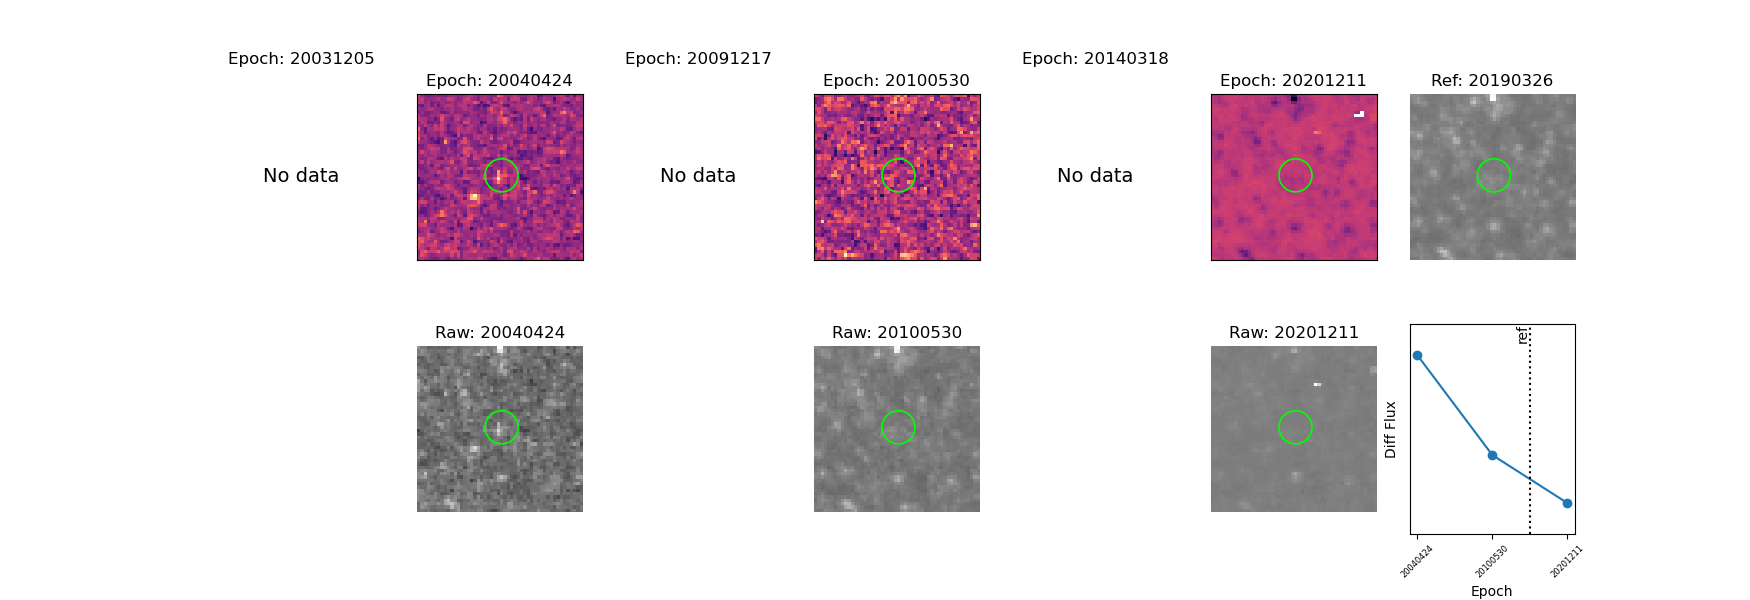 Epoch: 20031205
Epoch: 20091217
Epoch: 20140318
Epoch: 20040424
Epoch: 20100530
Epoch: 20201211
Ref: 20190326
No data
No data
No data
Raw: 20040424
Raw: 20100530
Raw: 20201211
ref
Diff Flux
20040424
20100530
20201211
Epoch